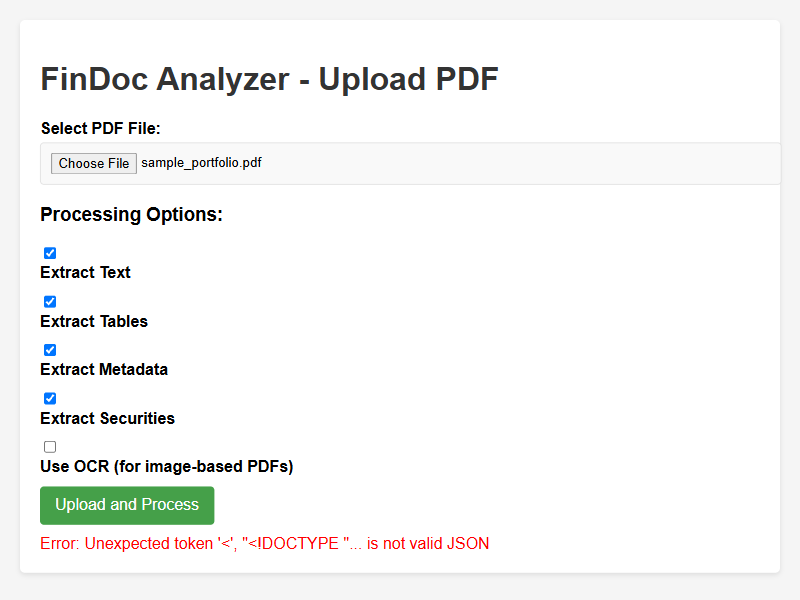 FinDoc Analyzer - Upload PDF
Select PDF File:
Choose File sample_portfolio.pdf
Processing Options:
Extract Text
Extract Tables
Extract Metadata
Extract Securities
Use OCR (for image-based PDFs)
Upload and Process
Error: Unexpected token '<', "<!DOCTYPE "... is not valid JSON